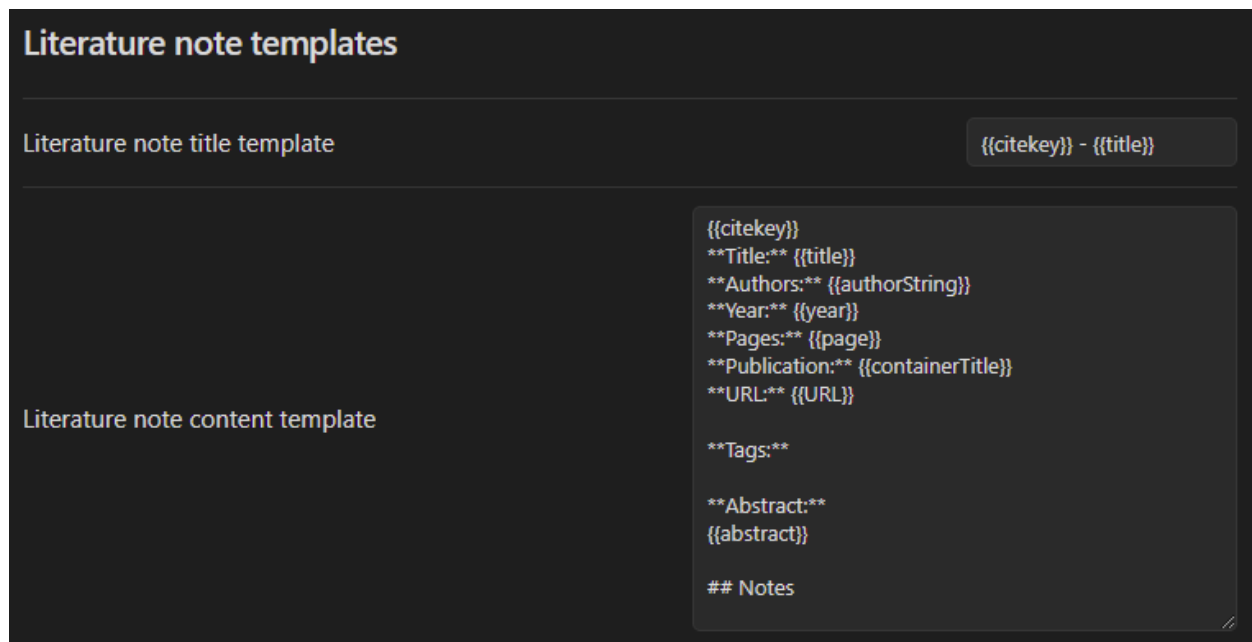 Literature note templates
Literature note title template
{{citekey}} - {{title}}
Literature note content template
{{citekey}}
**Title:** {{title}}
**Authors:** {{authorString}}
**Year:** {{year}}
**Pages:** {{page}}
**Publication:** {{containerTitle}}
**URL:** {{URL}}
**Tags:**
**Abstract:**
{{abstract}}
## Notes